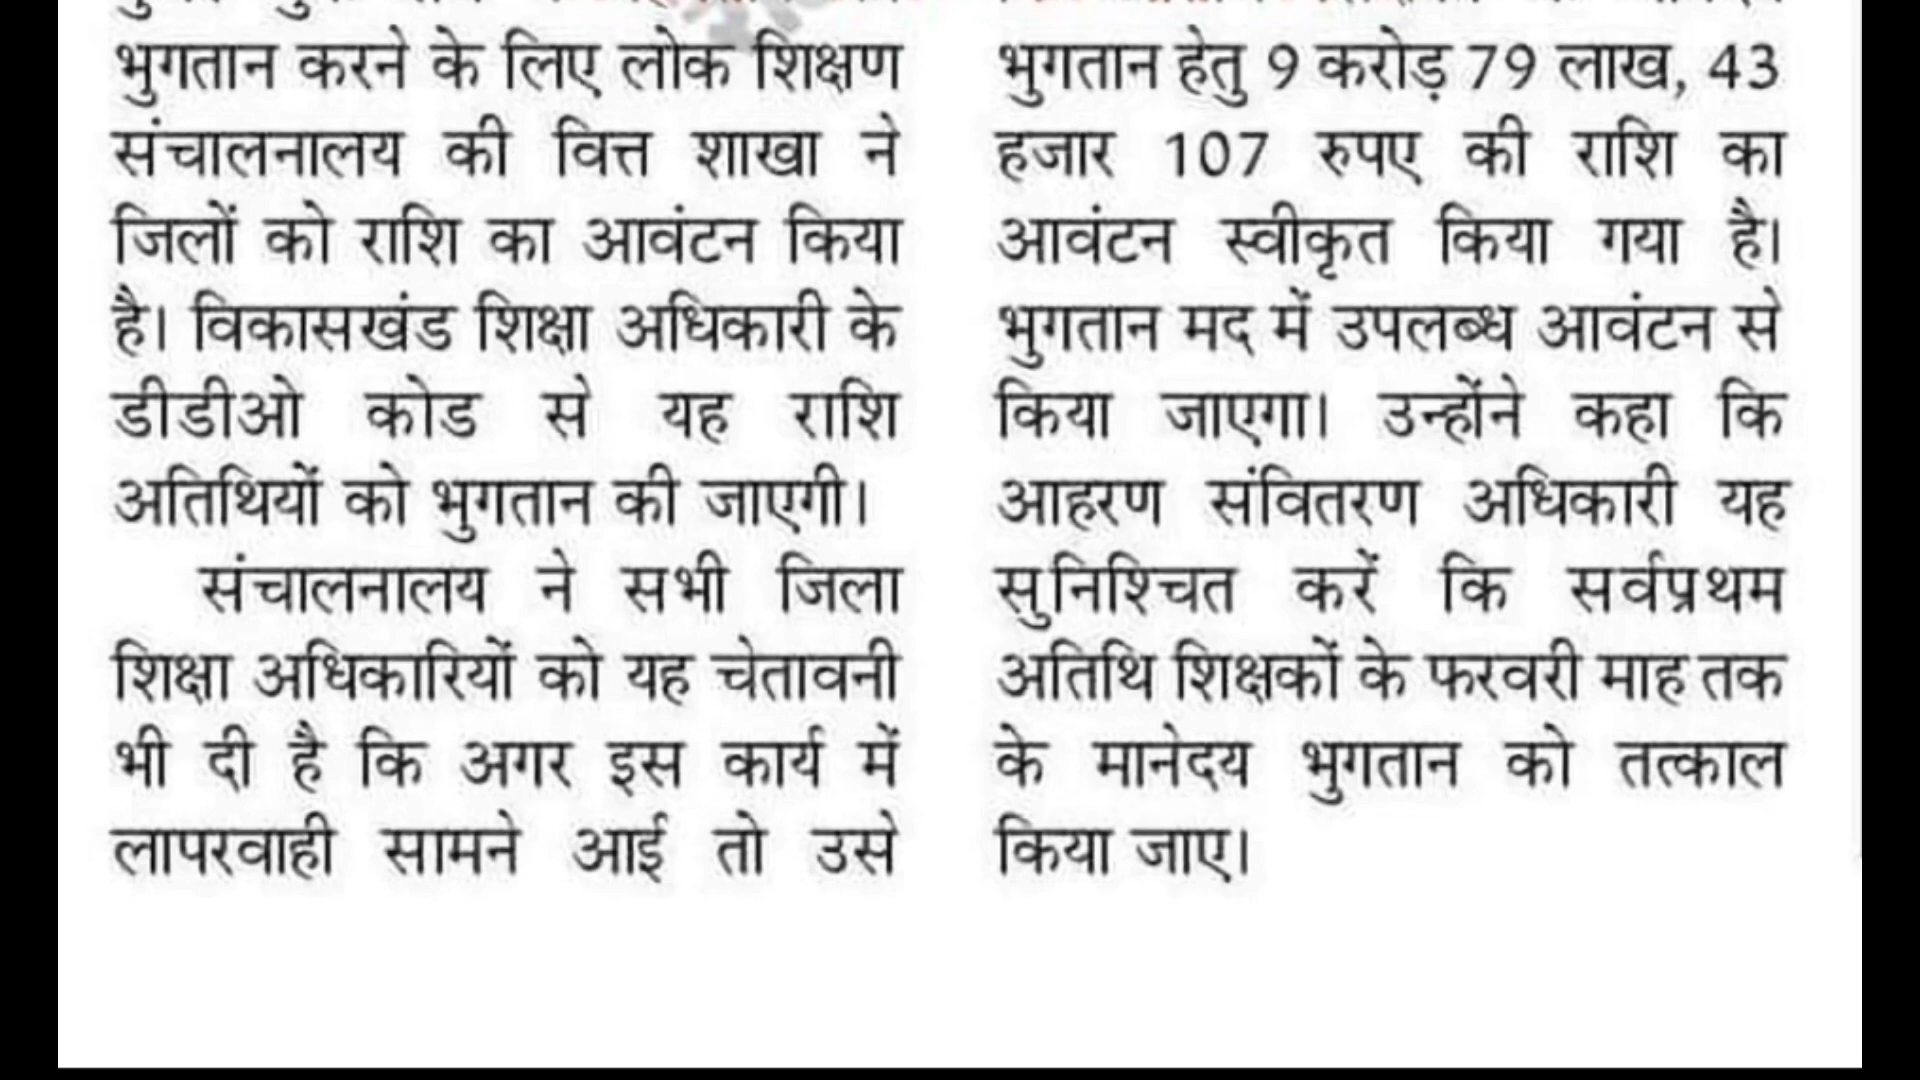 भुगतान करने के लिए लोक शिक्षण
संचालनालय की वित्त शाखा ने
जिलों को राशि का आवंटन किया
है। विकासखंड शिक्षा अधिकारी के
डीडीओ कोड से यह राशि
अतिथियों को भुगतान की जाएगी।
संचालनालय ने सभी जिला
शिक्षा अधिकारियों को यह चेतावनी
भी दी है कि अगर इस कार्य में
लापरवाही सामने आई तो उसे
भुगतान हेतु 9 करोड़ 79 लाख, 43
हजार 107 रुपए की राशि का
आवंटन स्वीकृत किया गया है।
भुगतान मद में उपलब्ध आवंटन से
किया जाएगा। उन्होंने कहा कि
आहरण संवितरण अधिकारी यह
सुनिश्चित करें कि सर्वप्रथम
अतिथि शिक्षकों के फरवरी माह तक
के मानेदय भुगतान को तत्काल
किया जाए।